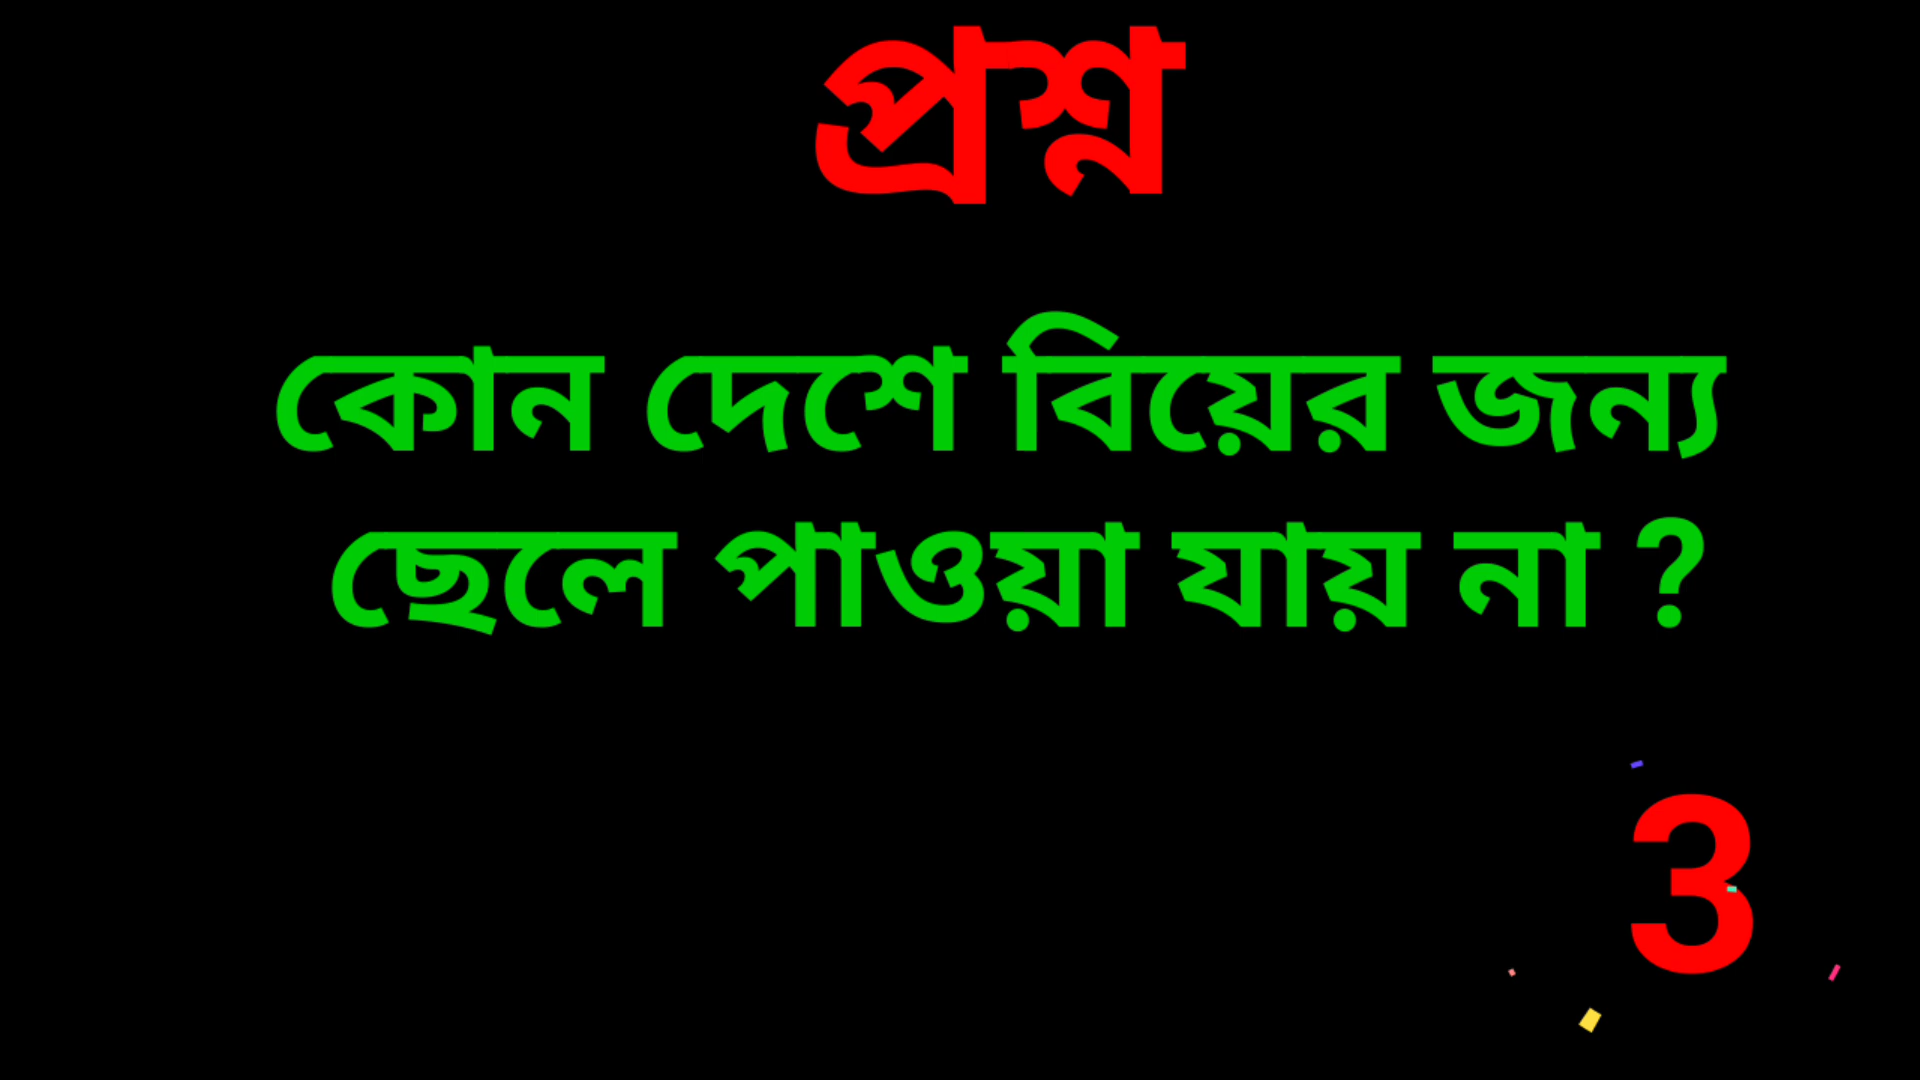 প্রশ্ন
কোন দেশে বিয়ের জন্য
ছেলে পাওয়া যায় না ?
3